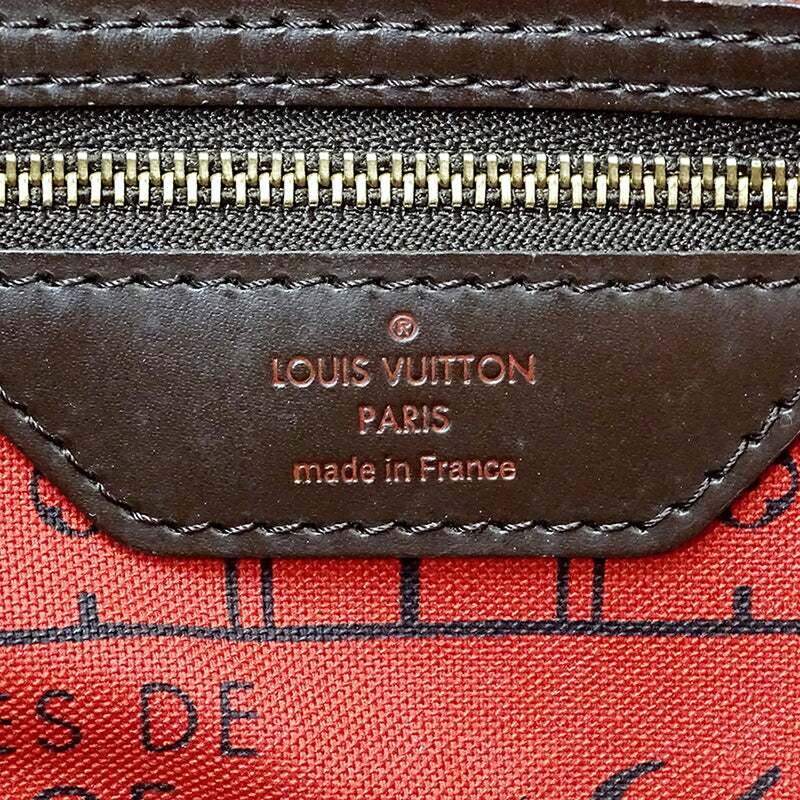 ®
LOUIS VUITTON
PARIS
made in France
ES DE